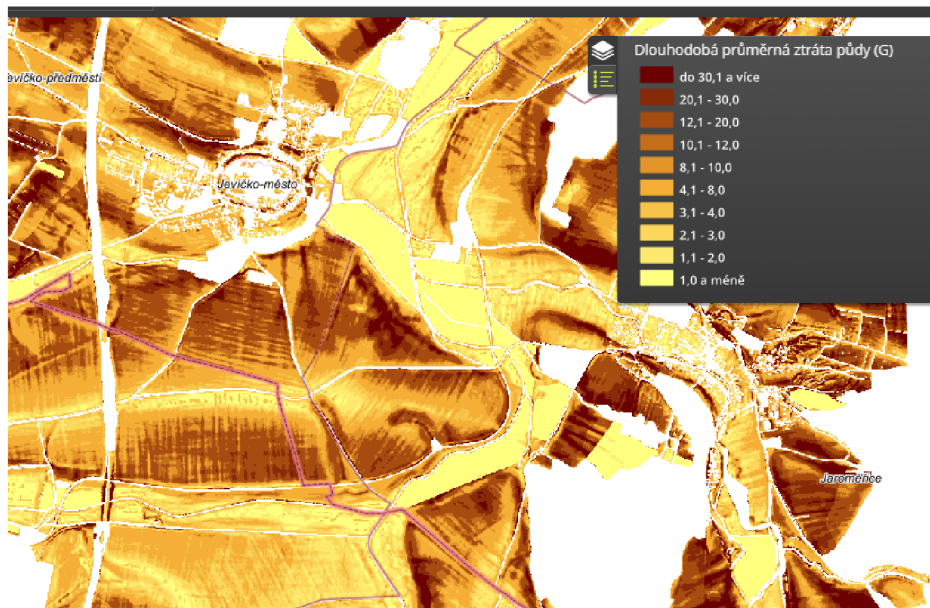 Dlouhodobá průměrná ztráta půdy (G)
do 30,1 a více
20,1 - 30,0
12,1 - 20,0
10,1 - 12,0
8,1 - 10,0
4,1 - 8,0
3,1 - 4,0
2,1 - 3,0
1,1 - 2,0
1,0 a méně
evíčko-předměstí
Jevíčko-město
Jaroměřice